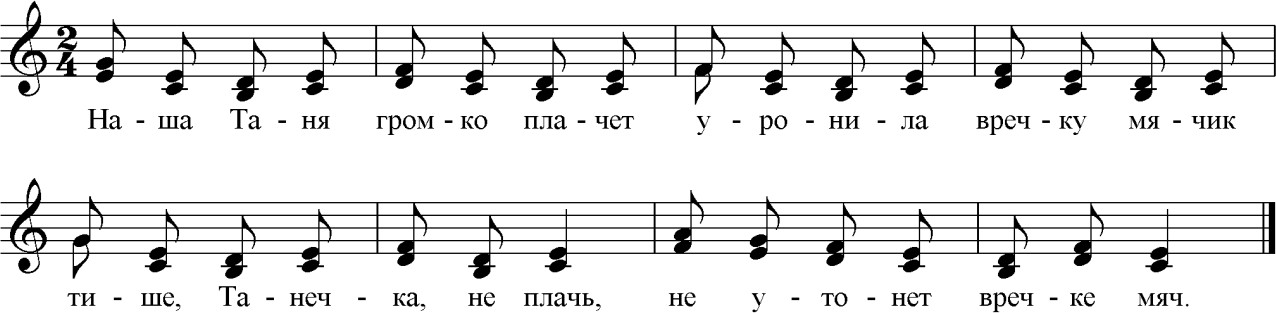 На - ша Та - ня гром - ко пла - чет у - ро - ни - ла вреч - ку мя - чик
ти - ше, Та - неч - ка, не плачь, не у - то - нет вреч - ке мяч.